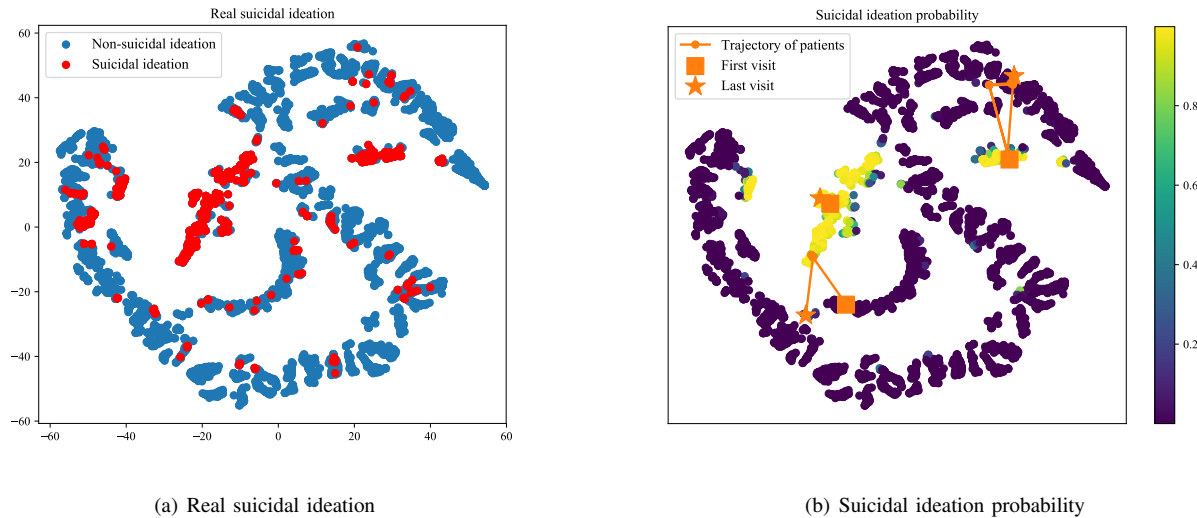 Real suicidal ideation
Non-suicidal ideation
Suicidal ideation
60
40
20
0
−20
−40
−60
−60
−40
−20
0
20
40
60
(a) Real suicidal ideation
Suicidal ideation probability
Trajectory of patients
First visit
Last visit
0.8
0.6
0.4
0.2
(b) Suicidal ideation probability